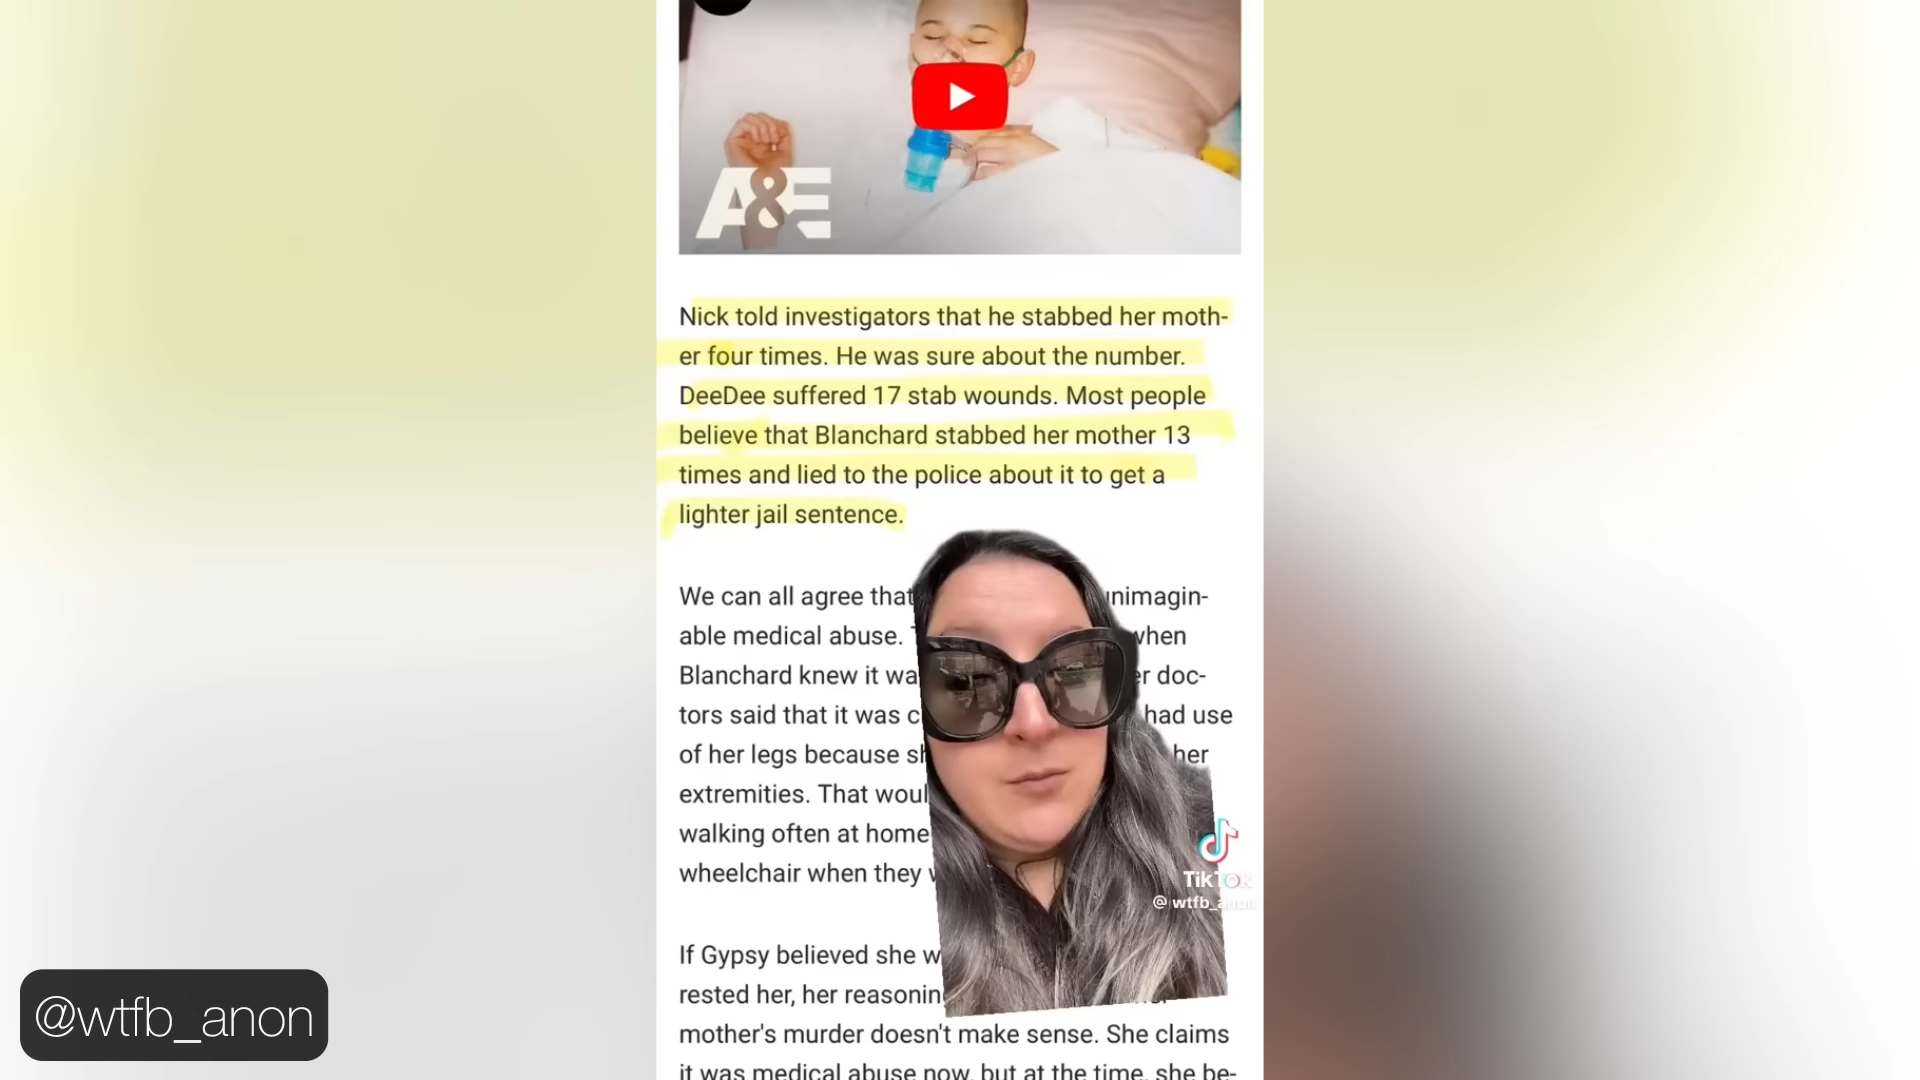 A&E
Nick told investigators that he stabbed her moth-
er four times. He was sure about the number.
DeeDee suffered 17 stab wounds. Most people
believe that Blanchard stabbed her mother 13
times and lied to the police about it to get a
lighter jail sentence.
We can all agree that
able medical abuse. when
Blanchard knew it doc-
tors said that it was had use
of her legs because her
extremities. That
walking often at home
wheelchair when they
If Gypsy believed she
rested her, her
mother's murder doesn't make sense. She claims
it was medical abuse now, but at the time, she be-
TikTok
@wtfb_anon
@wtfb_anon